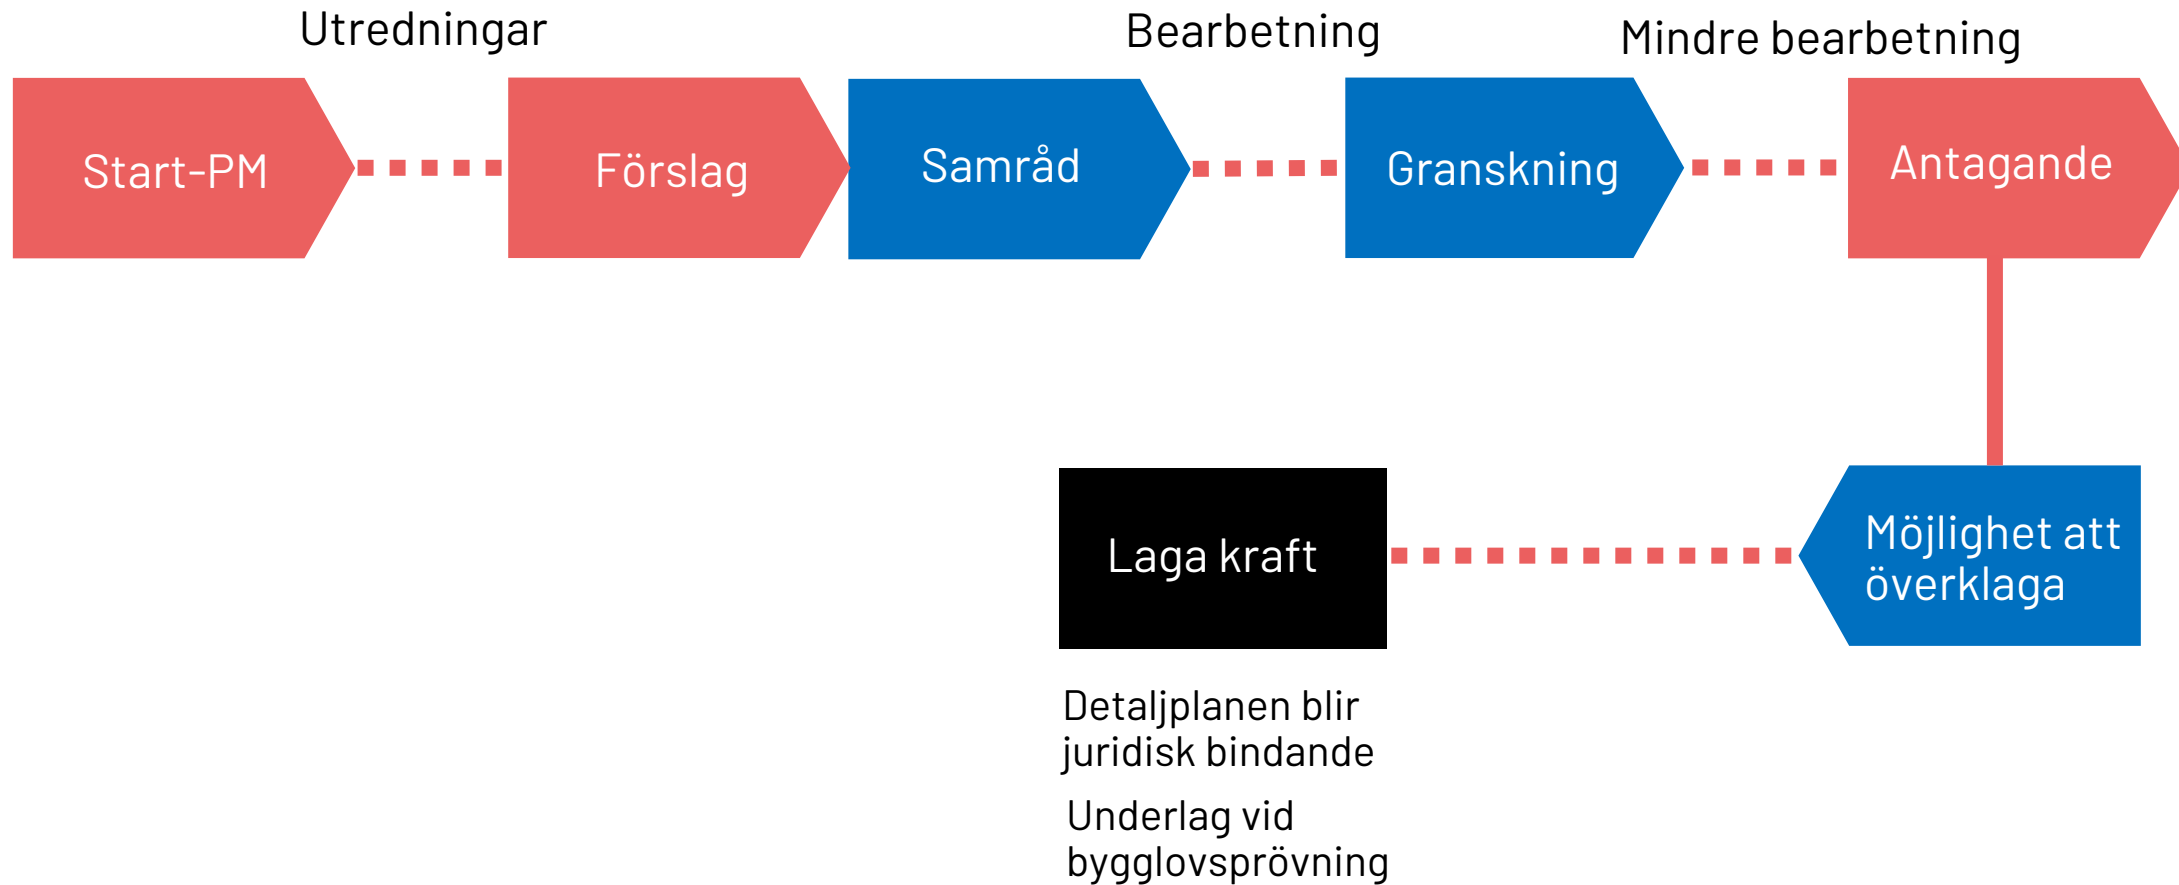 Utredningar
Bearbetning
Mindre bearbetning
Start-PM
Förslag
Samråd
Granskning
Antagande
Möjlighet att
överklaga
Laga kraft
Detaljplanen blir
juridisk bindande
Underlag vid
bygglovsprövning